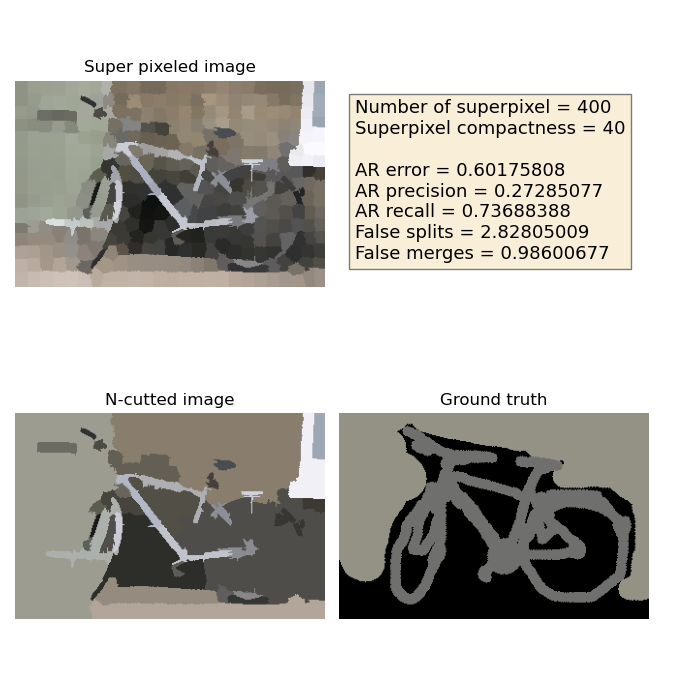 Super pixeled image
Number of superpixel = 400
Superpixel compactness = 40
AR error = 0.60175808
AR precision = 0.27285077
AR recall = 0.73688388
False splits = 2.82805009
False merges = 0.98600677
N-cutted image
Ground truth